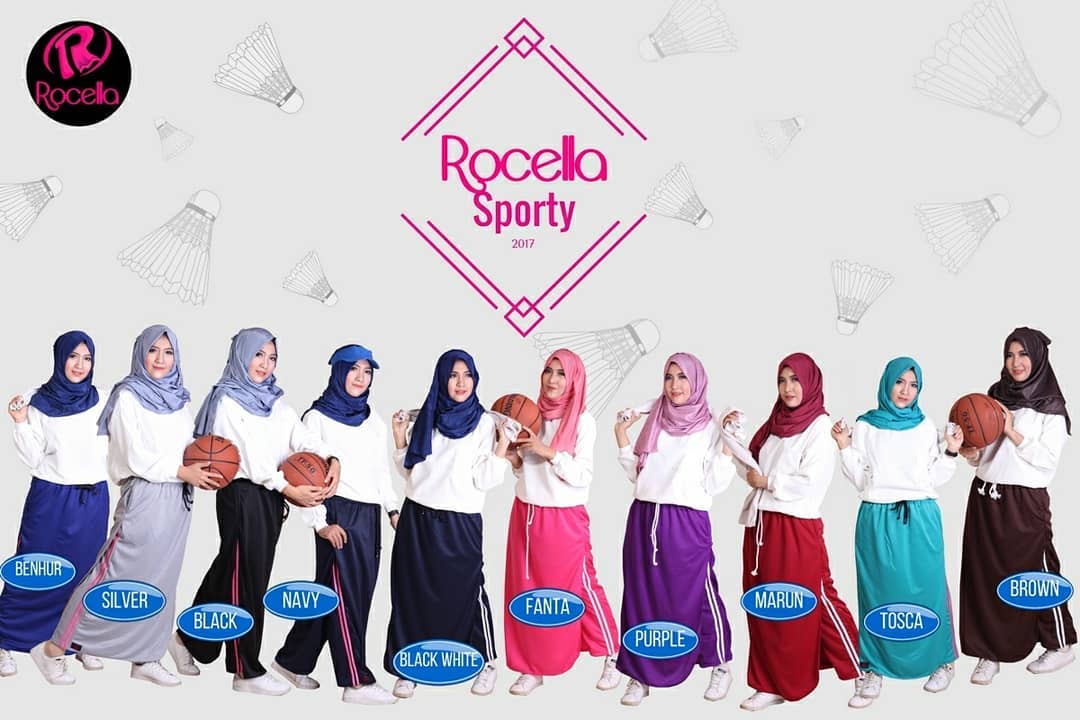 Rocella
Rocella
Sporty
2017
BENHUR
SILVER
BLACK
NAVY
BLACK WHITE
FANTA
PURPLE
MARUN
TOSCA
BROWN